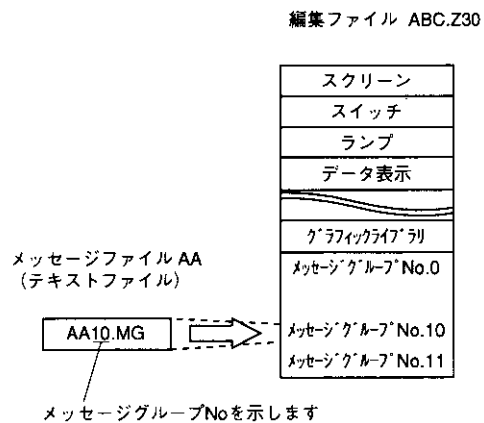 編集ファイル ABC.Z30
スクリーン
スイッチ
ランプ
データ表示
グラフィックライブラリ
メッセージファイル AA
(テキストファイル)
メッセージグループNo.0
AA10.MG
メッセージグループNo.10
メッセージグループNo.11
メッセージグループNoを示します